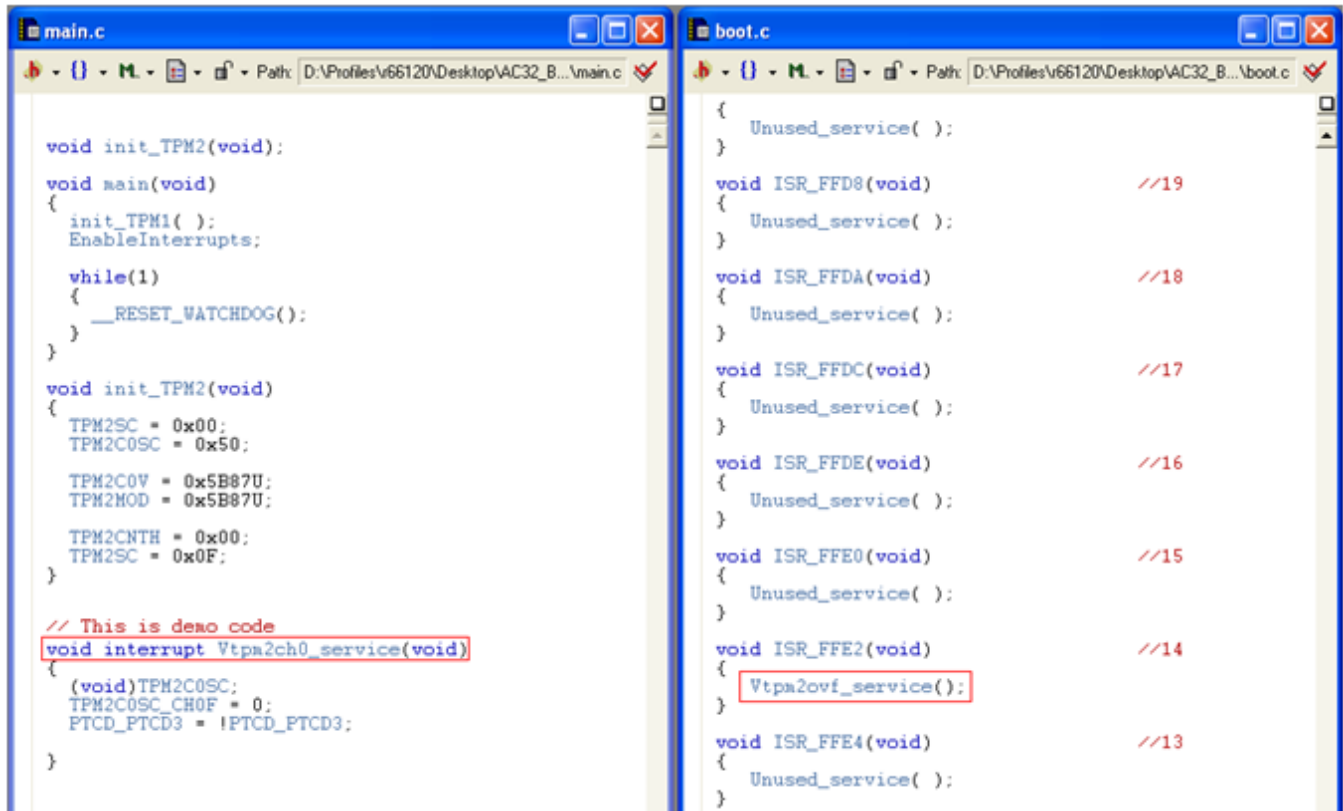 main.c
Path: D:\Profiles\r66120\Desktop\AC32_B...\main.c
void init_TPM2(void);
void main(void)
{
init_TPM1( );
EnableInterrupts;
while(1)
{
__RESET_WATCHDOG();
}
}
void init_TPM2(void)
{
TPM2SC = 0x00;
TPM2C0SC = 0x50;
TPM2C0V = 0x5B87U;
TPM2MOD = 0x5B87U;
TPM2CNTH = 0x00;
TPM2SC = 0x0F;
}
// This is demo code
void interrupt Vtpm2ch0_service(void)
{
(void)TPM2C0SC;
TPM2C0SC_CH0F = 0;
PTCD_PTCD3 = !PTCD_PTCD3;
}
boot.c
Path: D:\Profiles\r66120\Desktop\AC32_B...\boot.c
{
Unused_service( );
}
void ISR_FFD8(void) //19
{
Unused_service( );
}
void ISR_FFDA(void) //18
{
Unused_service( );
}
void ISR_FFDC(void) //17
{
Unused_service( );
}
void ISR_FFDE(void) //16
{
Unused_service( );
}
void ISR_FFE0(void) //15
{
Unused_service( );
}
void ISR_FFE2(void) //14
{
Vtpm2ovf_service();
}
void ISR_FFE4(void) //13
{
Unused_service( );
}